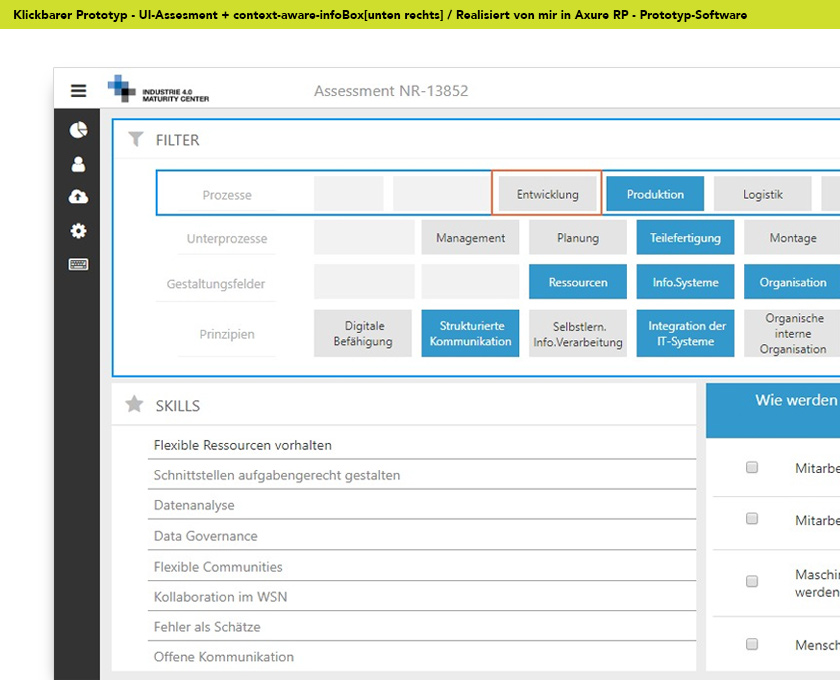 Klickbarer Prototyp - UI-Assesment + context-aware-infoBox[unten rechts] / Realisiert von mir in Axure RP - Prototyp-Software
INDUSTRIE 4.0
MATURITY CENTER
Assessment NR-13852
FILTER
Prozesse
Entwicklung
Produktion
Logistik
Unterprozesse
Management
Planung
Teilefertigung
Montage
Gestaltungsfelder
Ressourcen
Info.Systeme
Organisation
Prinzipien
Digitale
Befähigung
Strukturierte
Kommunikation
Selbstlern.
Info.Verarbeitung
Integration der
IT-Systeme
Organische
interne
Organisation
SKILLS
Flexible Ressourcen vorhalten
Schnittstellen aufgabengerecht gestalten
Datenanalyse
Data Governance
Flexible Communities
Kollaboration im WSN
Fehler als Schätze
Offene Kommunikation
Wie werden
Mitarbe
Mitarbe
Maschi
werden
Mensch